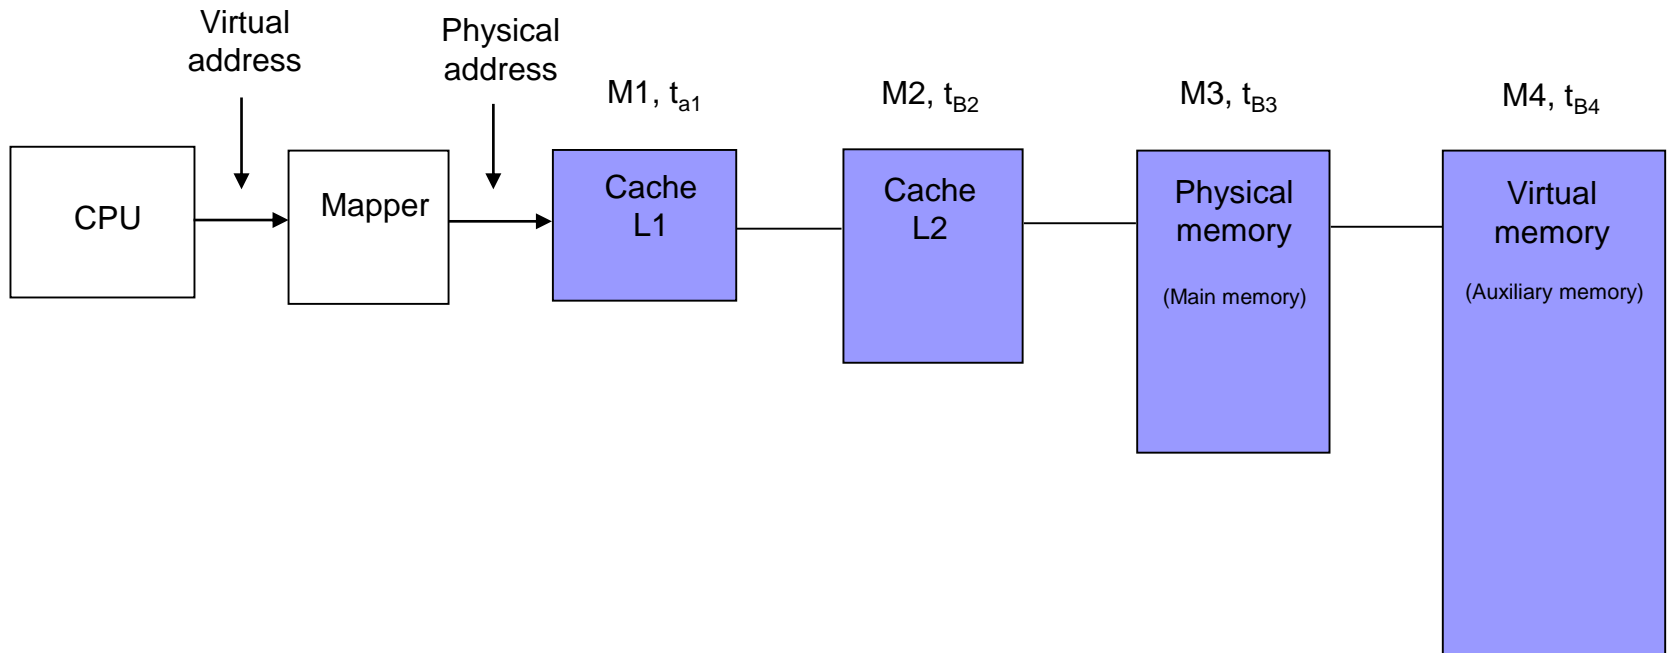 Virtual
address
Physical
address
M1, ta1
M2, tB2
M3, tB3
M4, tB4
CPU
Mapper
Cache
L1
Cache
L2
Physical
memory
(Main memory)
Virtual
memory
(Auxiliary memory)